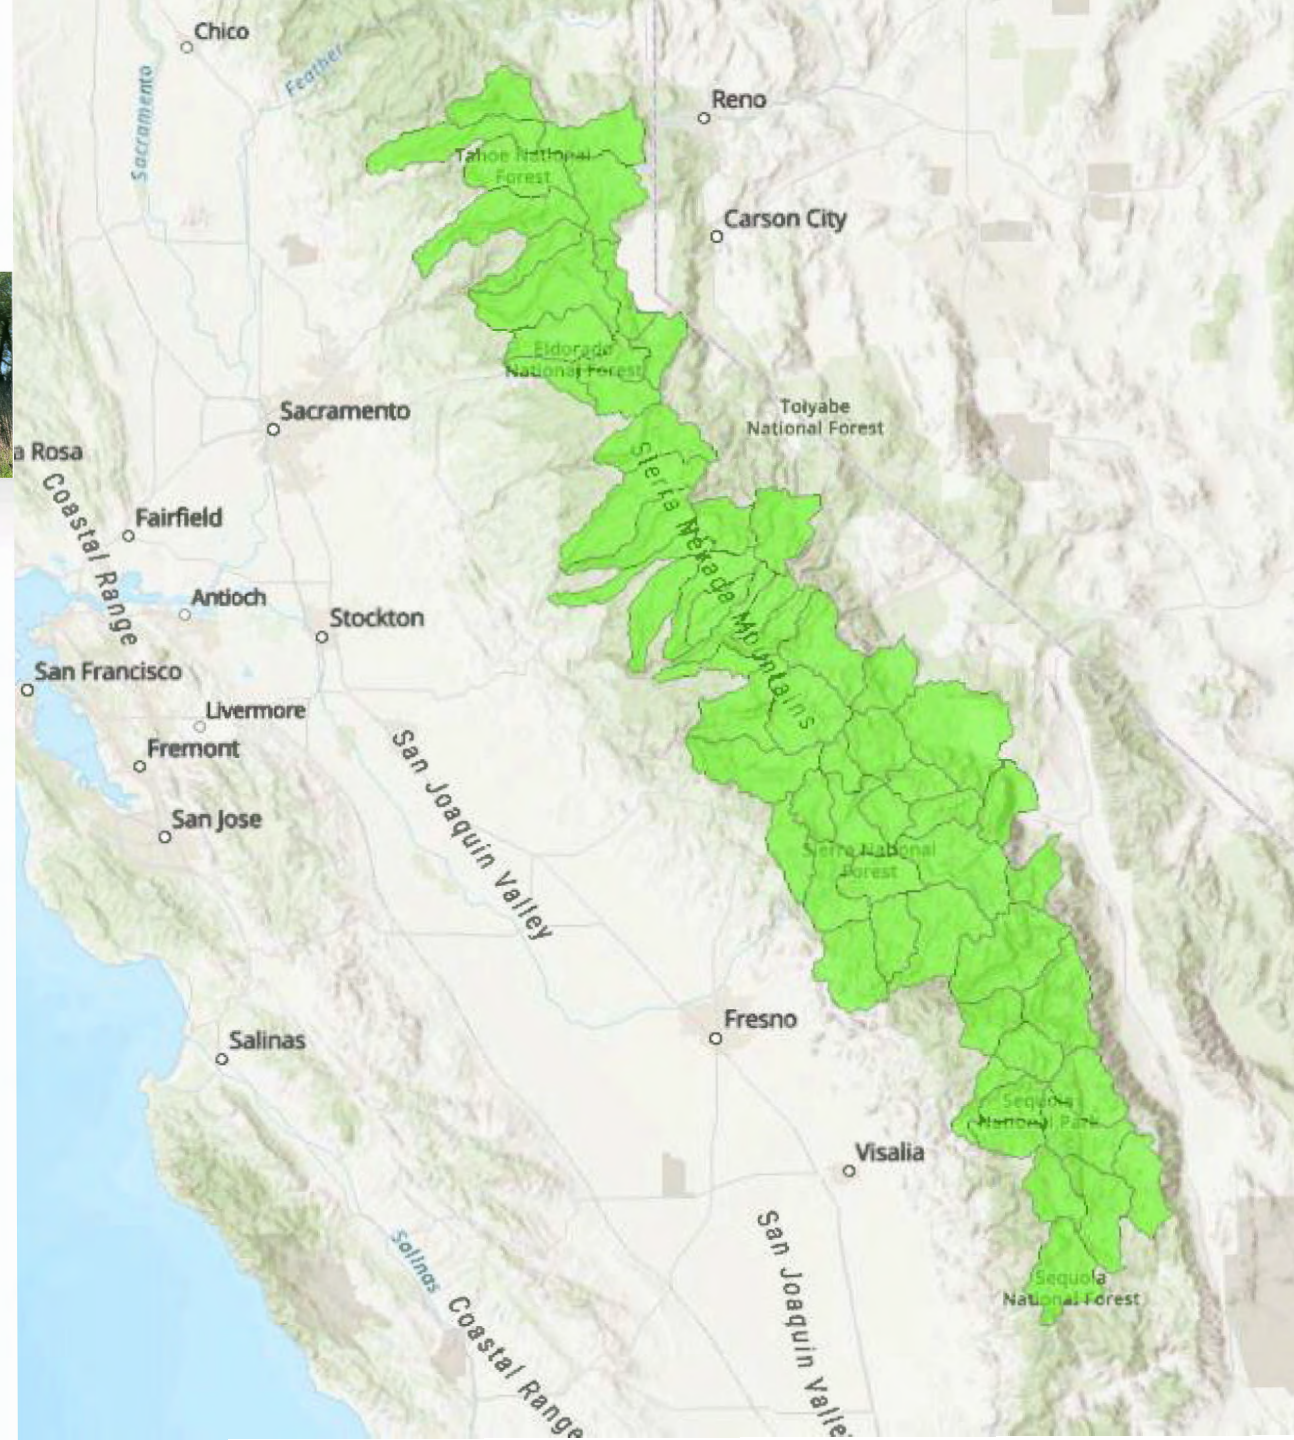 Chico
Feather
Sacramento
Reno
Tahoe National
Forest
Carson City
Eldorado
National Forest
Sacramento
Toiyabe
National Forest
a Rosa
Coastal Range
Sierra Nevada Mountains
Fairfield
Antioch
Stockton
San Francisco
Livermore
Fremont
San Joaquin Valley
San Jose
Sierra National
Forest
Fresno
Salinas
Sequoia
National Park
Visalia
San Joaquin Valle
Salinas
Coastal Range
Sequoia
National Forest